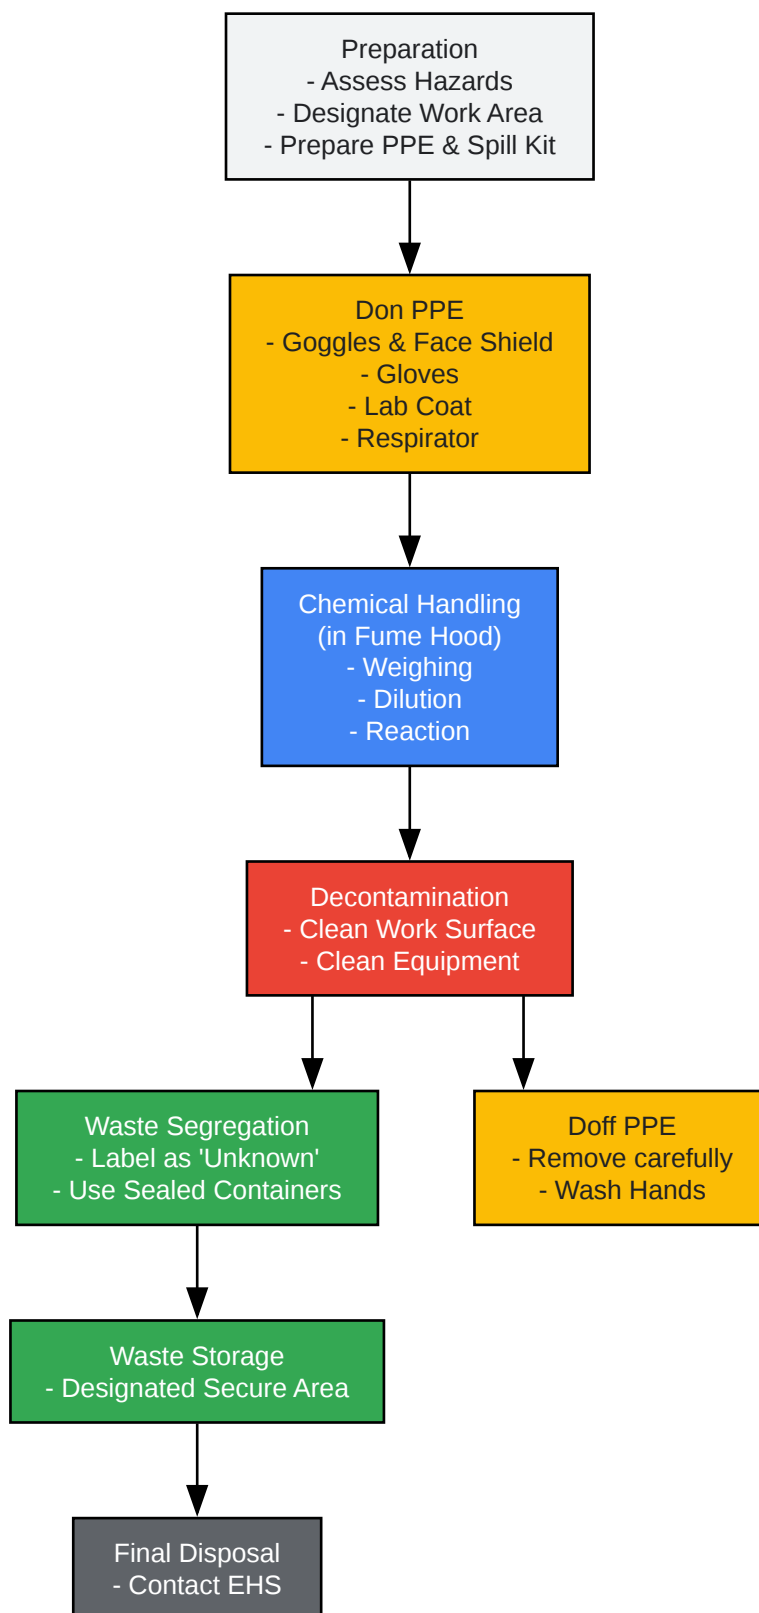 Preparation
- Assess Hazards
- Designate Work Area
- Prepare PPE & Spill Kit
Don PPE
- Goggles & Face Shield
- Gloves
- Lab Coat
- Respirator
Chemical Handling
(in Fume Hood)
- Weighing
- Dilution
- Reaction
Decontamination
- Clean Work Surface
- Clean Equipment
Waste Segregation
- Label as 'Unknown'
- Use Sealed Containers
Doff PPE
- Remove carefully
- Wash Hands
Waste Storage
- Designated Secure Area
Final Disposal
- Contact EHS